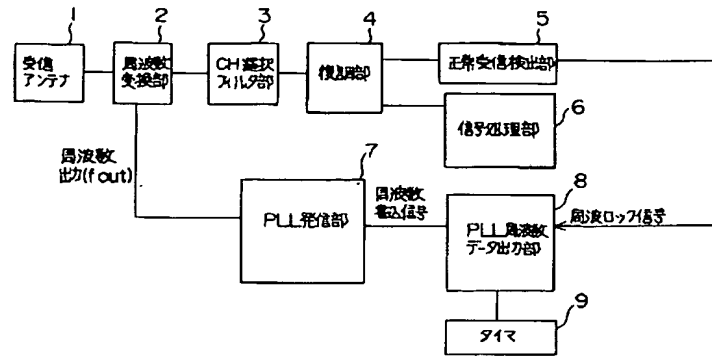 1
2
3
4
5
受信
アンテナ
周波数
変換部
CH選択
フィルタ部
復調部
正常受信検出部
6
信号処理部
周波数
出力(fout)
7
PLL発信部
周波数
書込信号
8
PLL周波数
データ出力部
周波ロック信号
9
タイマ